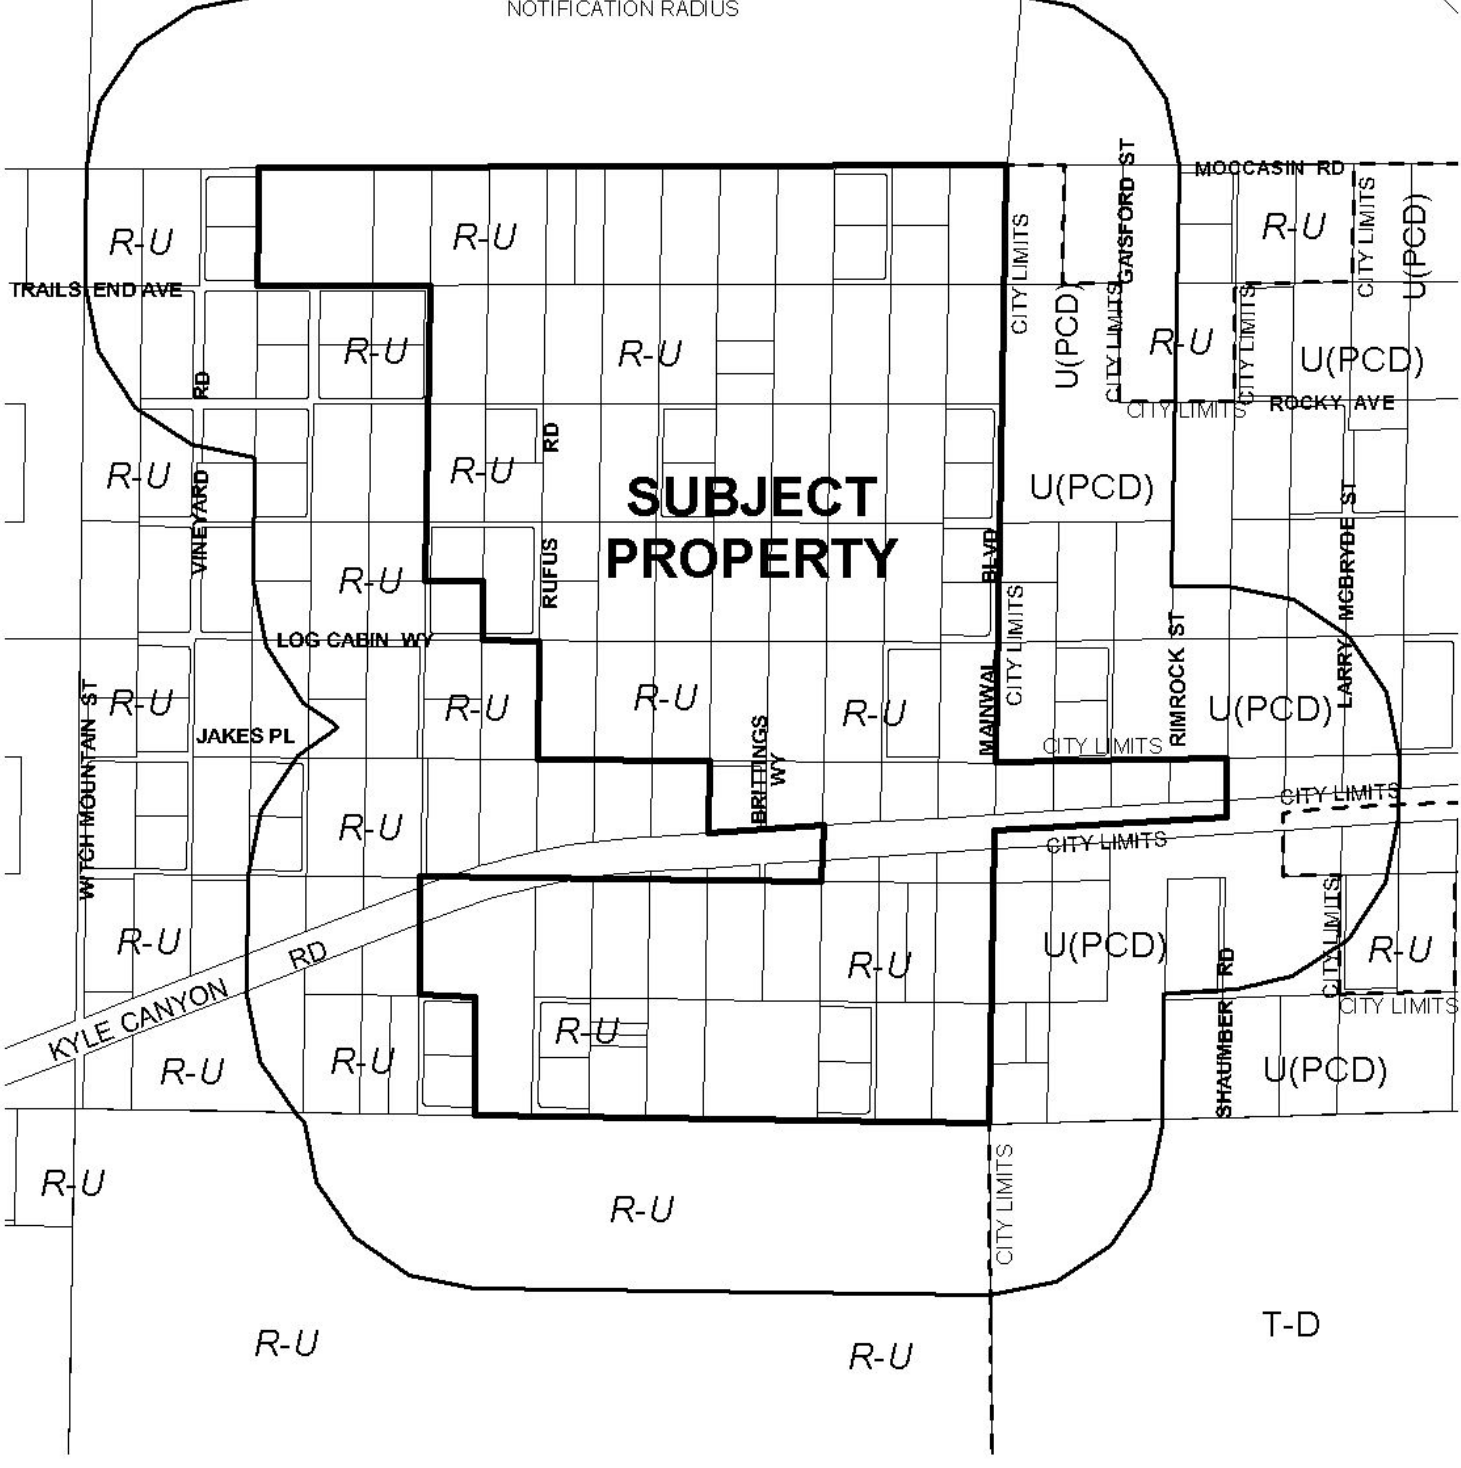 NOTIFICATION RADIUS
MOCCASIN RD
GAISFORD ST
CITY LIMITS
CITY LIMITS
U(PCD)
R-U
R-U
R-U
TRAILS END AVE
CITY LIMITS
U(PCD)
CITY LIMITS
R-U
R-U
R-U
U(PCD)
RD
CITY LIMITS
ROCKY AVE
RD
R-U
VINEYARD
R-U
SUBJECT
PROPERTY
U(PCD)
LARRY MCBRYDE ST
RUFUS
R-U
MAINWAL BLVD
CITY LIMITS
LOG CABIN WY
RIMROCK ST
WITCH MOUNTAIN ST
R-U
JAKES PL
R-U
R-U
R-U
U(PCD)
CITY LIMITS
BRITTINGS
WY
CITY LIMITS
R-U
CITY LIMITS
R-U
KYLE CANYON RD
R-U
U(PCD)
SHAUMBER RD
CITY LIMITS
R-U
CITY LIMITS
R-U
R-U
R-U
U(PCD)
R-U
R-U
CITY LIMITS
R-U
R-U
T-D